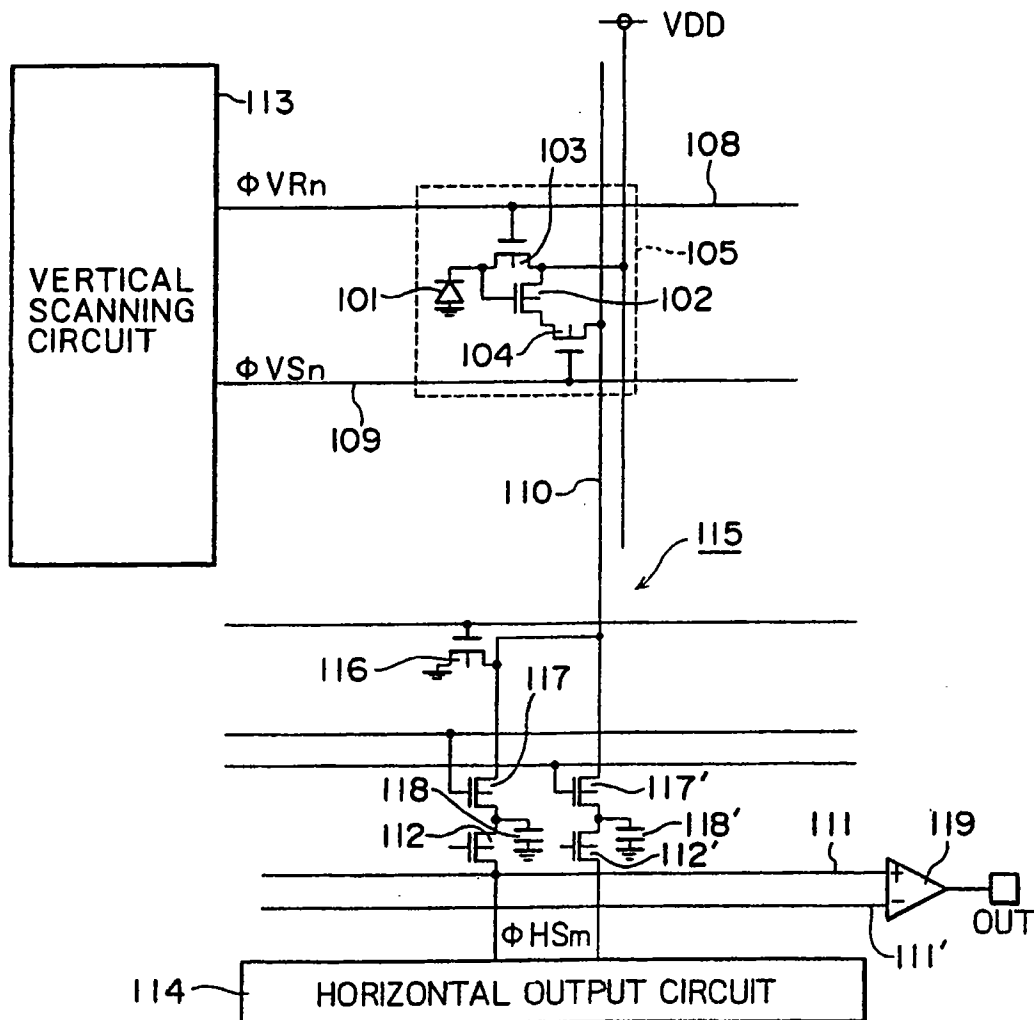 VDD
113
103
108
ΦVRn
105
VERTICAL
SCANNING
CIRCUIT
101
102
104
ΦVSn
109
110
115
116
117
118
117'
118'
112
112'
111
119
OUT
ΦHSm
111'
114
HORIZONTAL OUTPUT CIRCUIT